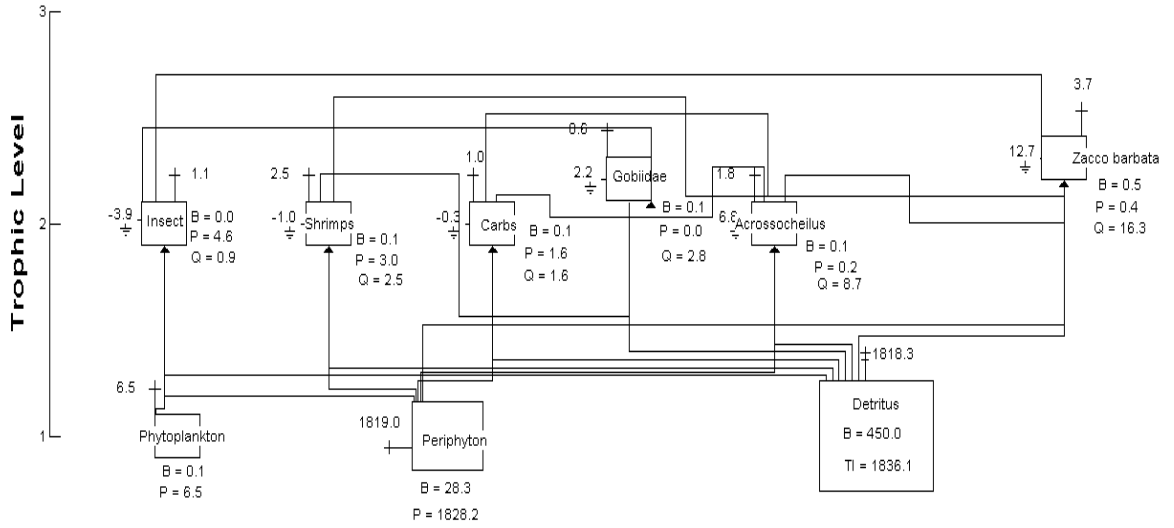 3
3.7
0.6
12.7
Zacco barbata
1.1
2.5
1.0
2.2
Gobiidae
1.8
B = 0.5
P = 0.4
Q = 16.3
Trophic Level
2
-3.9
Insect
B = 0.0
P = 4.6
Q = 0.9
-1.0
Shrimps
B = 0.1
P = 3.0
Q = 2.5
-0.3
Carbs
B = 0.1
P = 1.6
Q = 1.6
B = 0.1
P = 0.0
Q = 2.8
6.8
Acrossocheilus
B = 0.1
P = 0.2
Q = 8.7
1818.3
6.5
1819.0
Detritus
B = 450.0
TI = 1836.1
1
Phytoplankton
B = 0.1
P = 6.5
Periphyton
B = 28.3
P = 1828.2